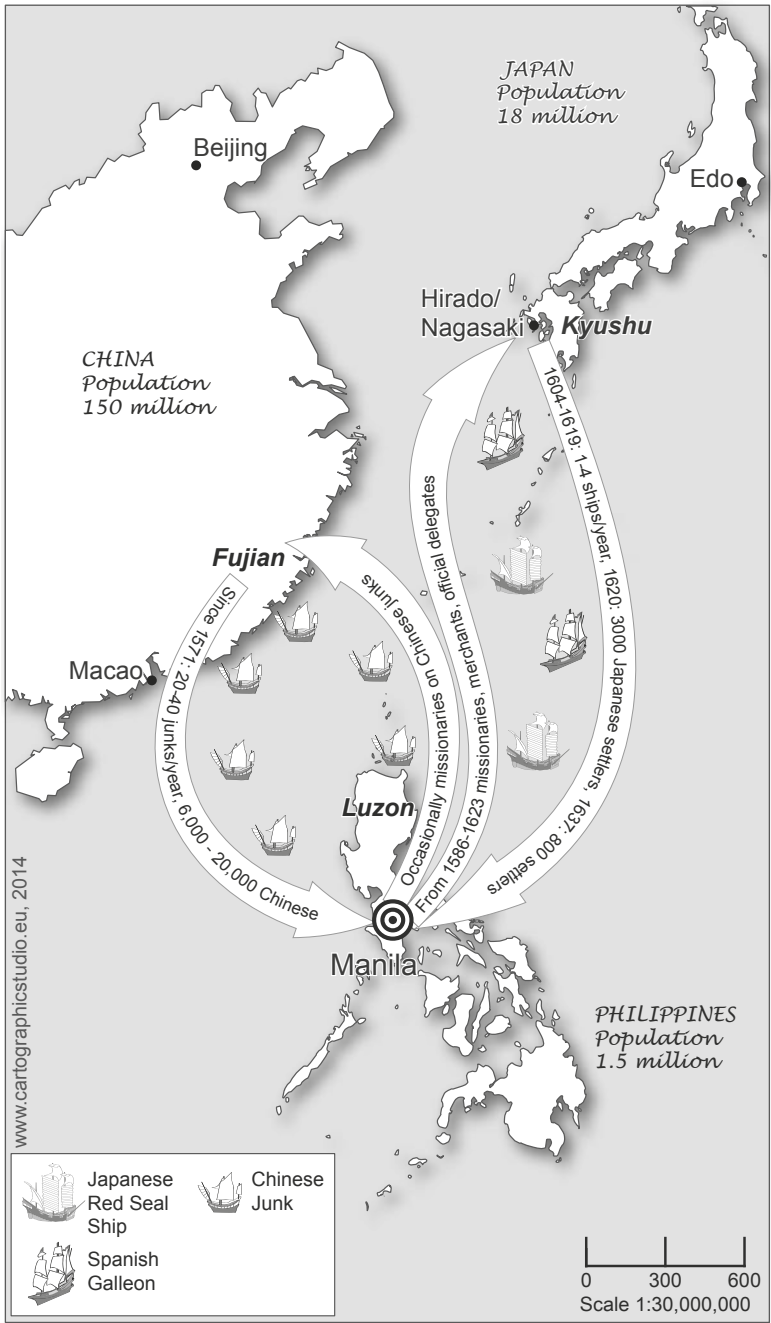 JAPAN
Population
18 million
Beijing
Edo
Hirado/
Nagasaki
Kyushu
CHINA
Population
150 million
1604-1619: 1-4 ships/year, 1620: 3000 Japanese settlers, 1637: 800 settlers
From 1586-1623 missionaries, merchants, official delegates
Occasionally missionaries on Chinese junks
Fujian
Since 1571: 20-40 junks/year, 6.000 - 20,000 Chinese
Macao
Luzon
Manila
PHILIPPINES
Population
1.5 million
www.cartographicstudio.eu, 2014
Japanese
Red Seal
Ship
Chinese
Junk
Spanish
Galleon
0 300 600
Scale 1:30,000,000